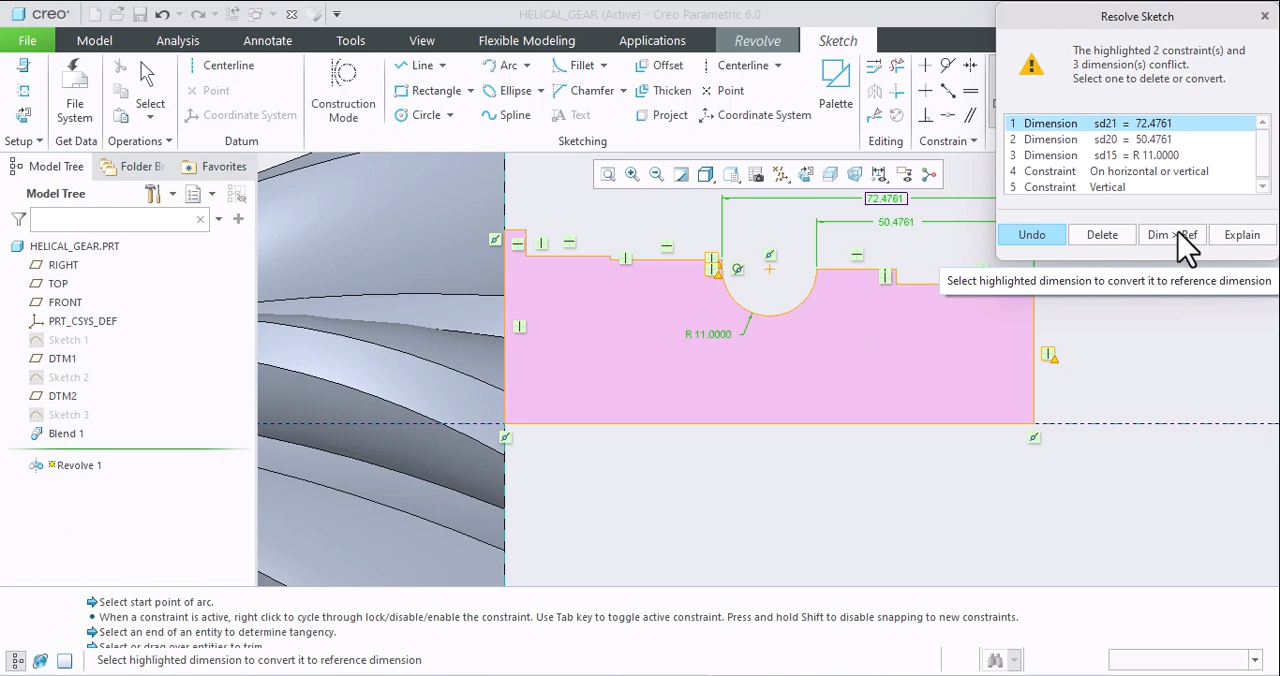 creo
HELICAL_GEAR (Active) - Creo Parametric 6.0
File Model Analysis Annotate Tools View Flexible Modeling Applications Revolve Sketch
File System
Select
Centerline
Point
Coordinate System
Construction Mode
Line
Rectangle
Circle
Arc
Ellipse
Spline
Fillet
Chamfer
Text
Offset
Thicken
Project
Centerline
Point
Coordinate System
Palette
Setup Get Data Operations Datum Sketching Editing Constrain
Model Tree Folder Br Favorites
Model Tree
HELICAL_GEAR.PRT
RIGHT
TOP
FRONT
PRT_CSYS_DEF
Sketch 1
DTM1
Sketch 2
DTM2
Sketch 3
Blend 1
Revolve 1
72.4761
50.4761
R 11.0000
Resolve Sketch
The highlighted 2 constraint(s) and
3 dimension(s) conflict.
Select one to delete or convert.
1 Dimension sd21 = 72.4761
2 Dimension sd20 = 50.4761
3 Dimension sd15 = R 11.0000
4 Constraint On horizontal or vertical
5 Constraint Vertical
Undo Delete Dim > Ref Explain
Select highlighted dimension to convert it to reference dimension
Select start point of arc.
When a constraint is active, right click to cycle through lock/disable/enable the constraint. Use Tab key to toggle active constraint. Press and hold Shift to disable snapping to new constraints.
Select an end of an entity to determine tangency.
Select or drag over entities to trim.
Select highlighted dimension to convert it to reference dimension